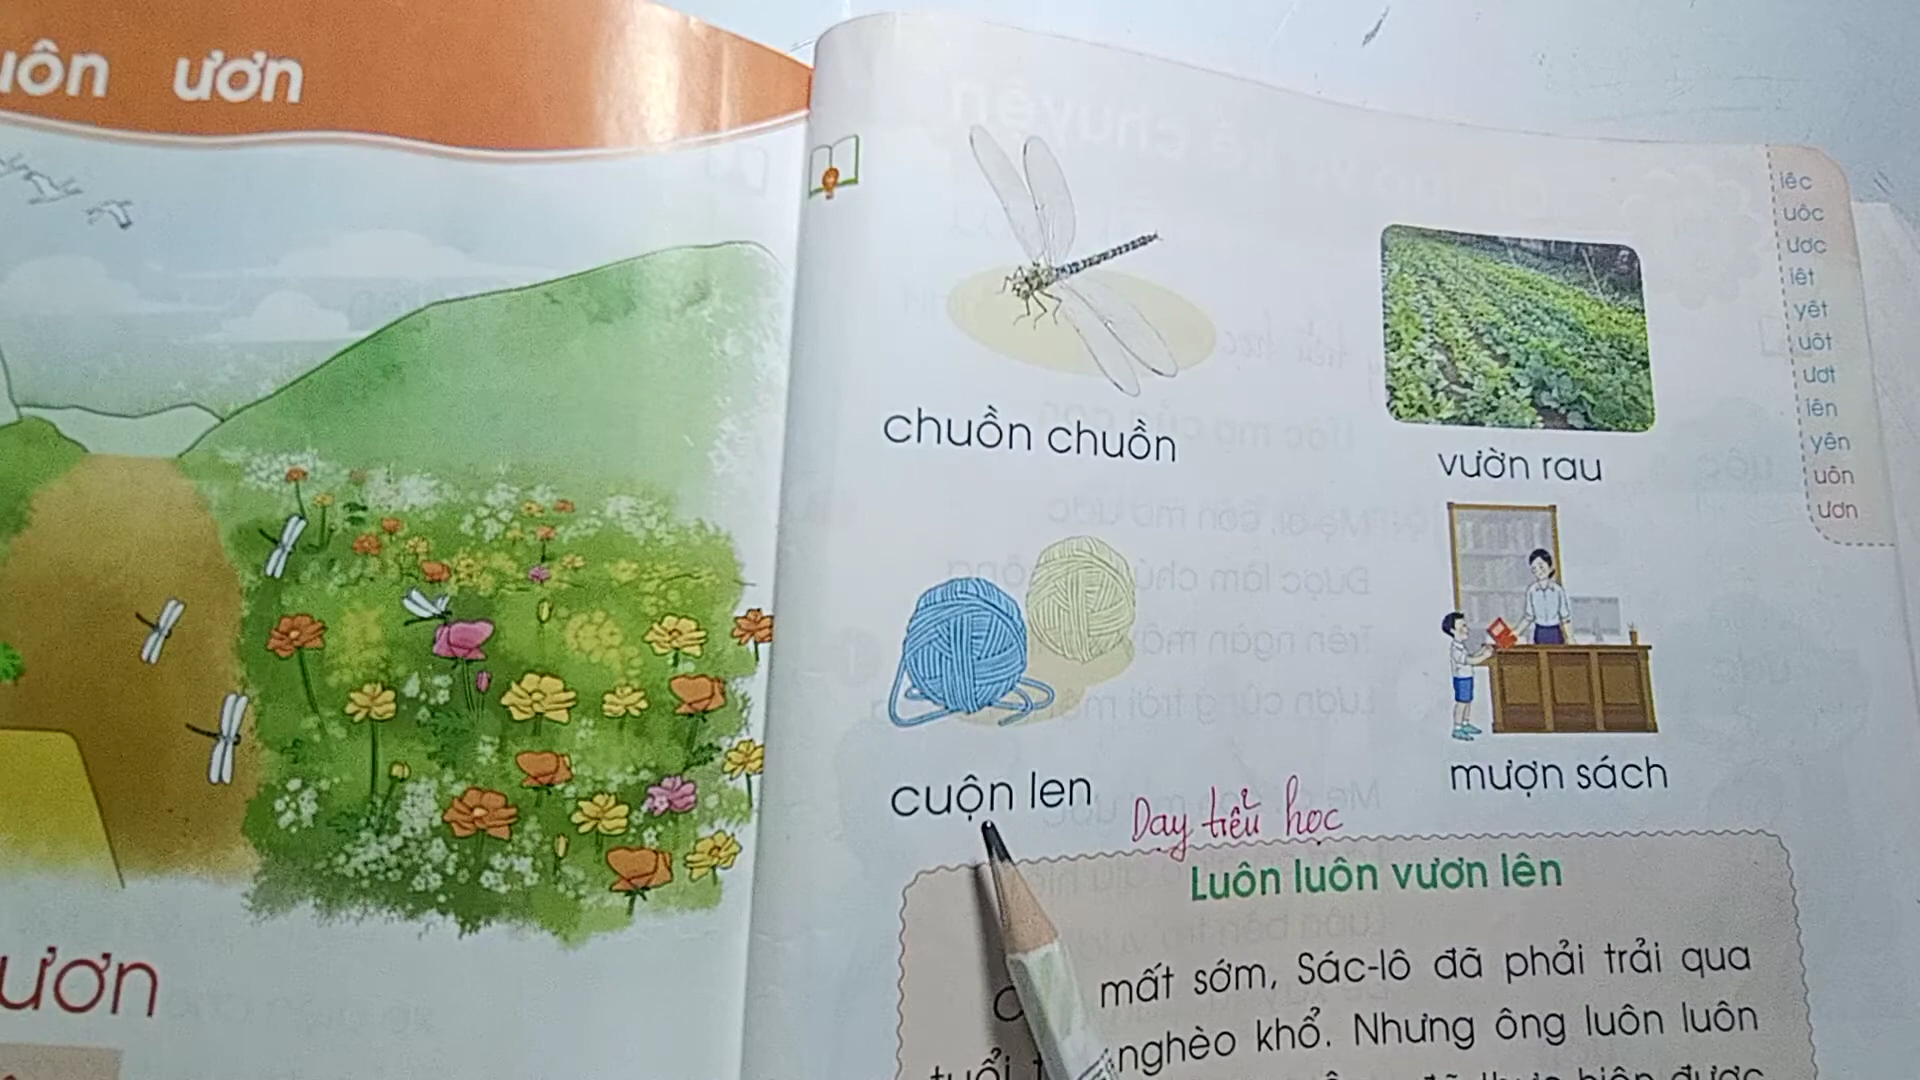 uôn ươn
ươn
chuồn chuồn
vườn rau
cuộn len
mượn sách
Dạy tiểu học
Luôn luôn vươn lên
mất sớm, Sác-lô đã phải trải qua
nghèo khổ. Nhưng ông luôn luôn
tuổi
iêc
uôc
ươc
iêt
yêt
uôt
ươt
iên
yên
uôn
ươn